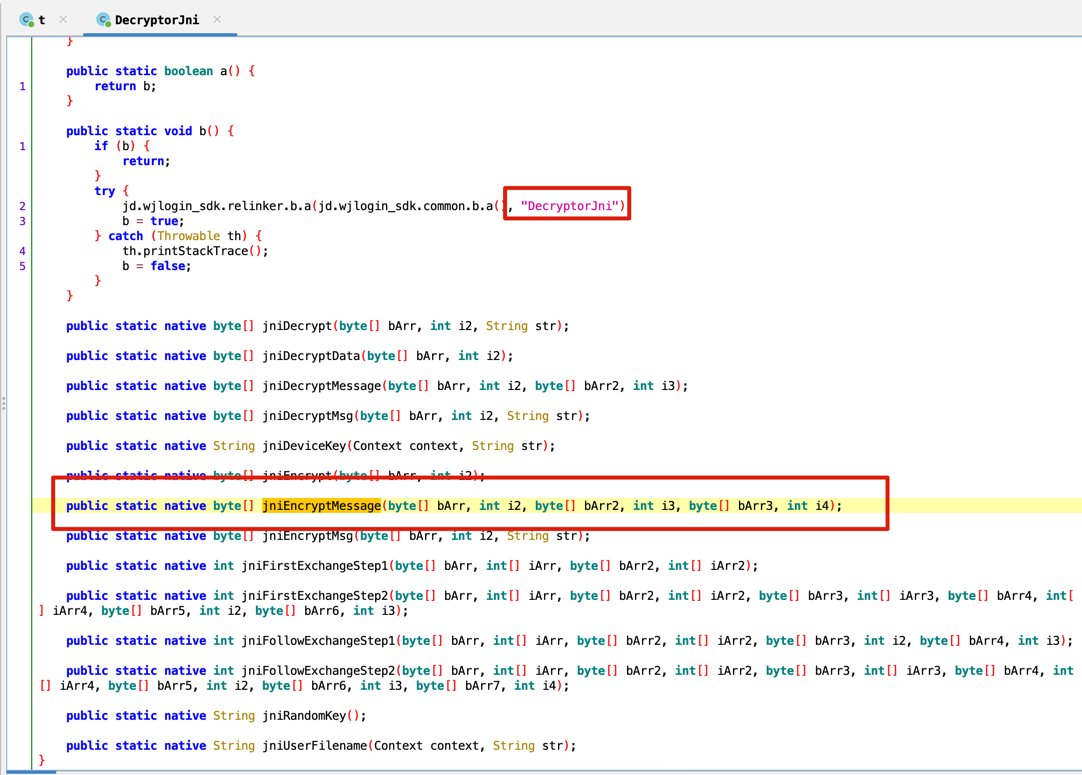 t
DecryptorJni
}
public static boolean a() {
1 return b;
}
public static void b() {
1 if (b) {
return;
}
try {
2 jd.wjlogin_sdk.relinker.b.a(jd.wjlogin_sdk.common.b.a(), "DecryptorJni")
3 b = true;
} catch (Throwable th) {
4 th.printStackTrace();
5 b = false;
}
}
public static native byte[] jniDecrypt(byte[] bArr, int i2, String str);
public static native byte[] jniDecryptData(byte[] bArr, int i2);
public static native byte[] jniDecryptMessage(byte[] bArr, int i2, byte[] bArr2, int i3);
public static native byte[] jniDecryptMsg(byte[] bArr, int i2, String str);
public static native String jniDeviceKey(Context context, String str);
public static native byte[] jniEncrypt(byte[] bArr, int i2);
public static native byte[] jniEncryptMessage(byte[] bArr, int i2, byte[] bArr2, int i3, byte[] bArr3, int i4);
public static native byte[] jniEncryptMsg(byte[] bArr, int i2, String str);
public static native int jniFirstExchangeStep1(byte[] bArr, int[] iArr, byte[] bArr2, int[] iArr2);
public static native int jniFirstExchangeStep2(byte[] bArr, int[] iArr, byte[] bArr2, int[] iArr2, byte[] bArr3, int[] iArr3, byte[] bArr4, int[
] iArr4, byte[] bArr5, int i2, byte[] bArr6, int i3);
public static native int jniFollowExchangeStep1(byte[] bArr, int[] iArr, byte[] bArr2, int[] iArr2, byte[] bArr3, int i2, byte[] bArr4, int i3);
public static native int jniFollowExchangeStep2(byte[] bArr, int[] iArr, byte[] bArr2, int[] iArr2, byte[] bArr3, int[] iArr3, byte[] bArr4, int
[] iArr4, byte[] bArr5, int i2, byte[] bArr6, int i3, byte[] bArr7, int i4);
public static native String jniRandomKey();
public static native String jniUserFilename(Context context, String str);
}